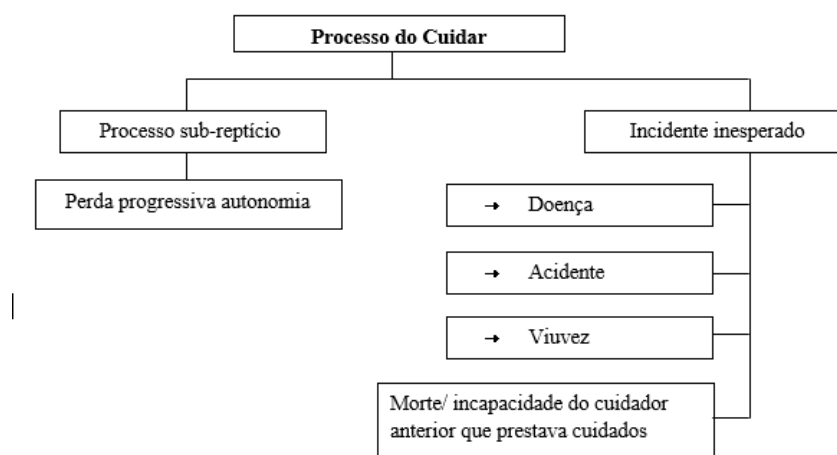 Processo do Cuidar
Processo sub-reptício
Incidente inesperado
Perda progressiva autonomia
→ Doença
→ Acidente
→ Viuvez
Morte/ incapacidade do cuidador
anterior que prestava cuidados